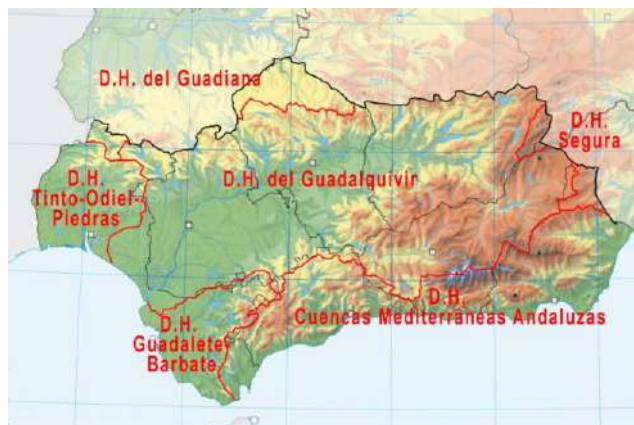 D.H. del Guadiana
D.H.
Segura
D.H.
Tinto-Odiel-
Piedras
D.H. del Guadalquivir
D.H.
Cuencas Mediterráneas Andaluzas
D.H.
Guadalete-
Barbate